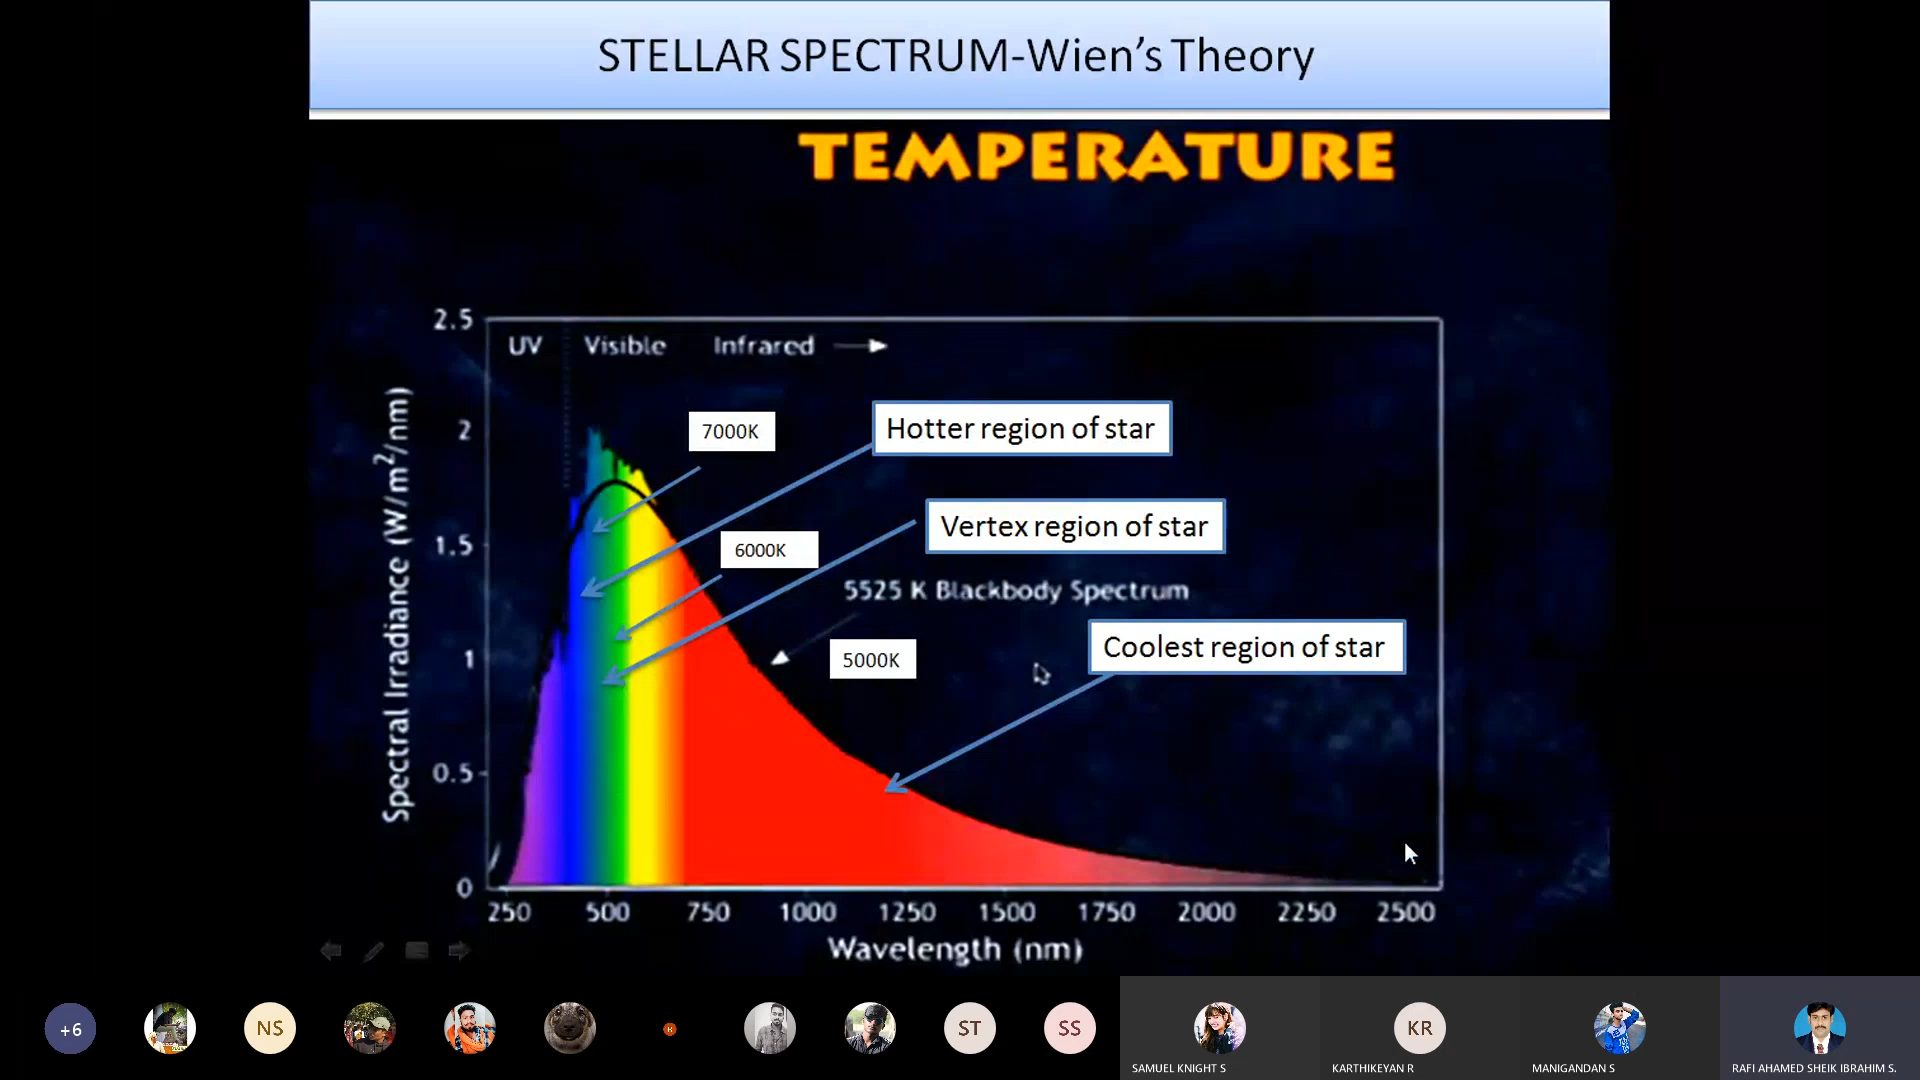 STELLAR SPECTRUM-Wien's Theory
TEMPERATURE
2.5
UV Visible Infrared
7000K
Hotter region of star
2
Vertex region of star
6000K
1.5
5525 K Blackbody Spectrum
Coolest region of star
5000K
1
0.5
0
Spectral Irradiance (W/m²/nm)
250 500 750 1000 1250 1500 1750 2000 2250 2500
Wavelength (nm)
+6
NS
K
ST
SS
KR
SAMUEL KNIGHT S
KARTHIKEYAN R
MANIGANDAN S
RAFI AHAMED SHEIK IBRAHIM S.